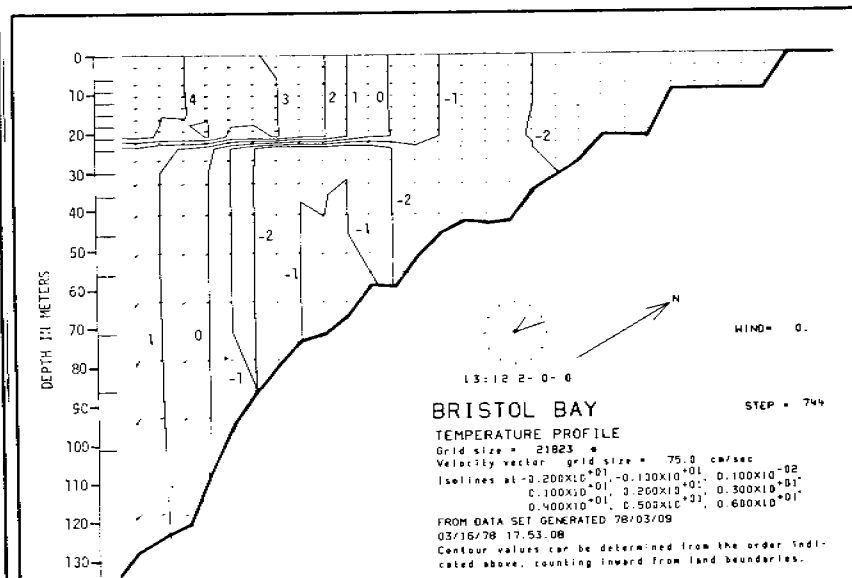 0
10
20
30
40
50
60
70
80
90
100
110
120
130
DEPTH IN METERS
4
3
2
1
0
-1
-2
-2
-2
-1
-1
1
0
-1
N
WIND= 0.
13:12 2- 0- 0
BRISTOL BAY
STEP = 744
TEMPERATURE PROFILE
Grid size = 21823 *
Velocity vector grid size = 75.0 cm/sec
Isolines at -0.200X10+01, -0.100X10+01, 0.100X10-02,
0.100X10+01, 0.200X10+01, 0.300X10+01,
0.400X10+01, 0.500X10+01, 0.600X10+01,
FROM DATA SET GENERATED 78/03/09
03/16/78 17.53.08
Contour values can be determined from the order indi-
cated above, counting inward from land boundaries.